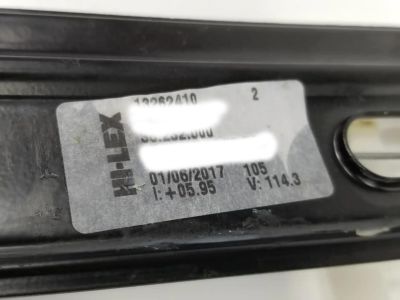 HI-LEX
13262410 2
01/06/2017 105
I: +05.95 V: 114.3